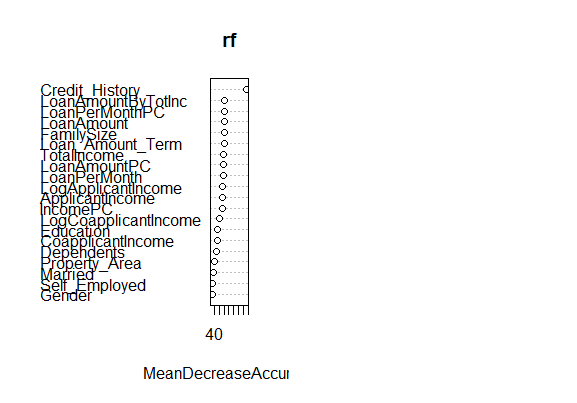 rf
Credit_History
LoanAmountByTotInc
LoanPerMonthPC
LoanAmount
FamilySize
Loan_Amount_Term
TotalIncome
LoanAmountPC
LoanPerMonth
LogApplicantIncome
ApplicantIncome
IncomePC
LogCoapplicantIncome
Education
CoapplicantIncome
Dependents
Property_Area
Married
Self_Employed
Gender
40
MeanDecreaseAccur